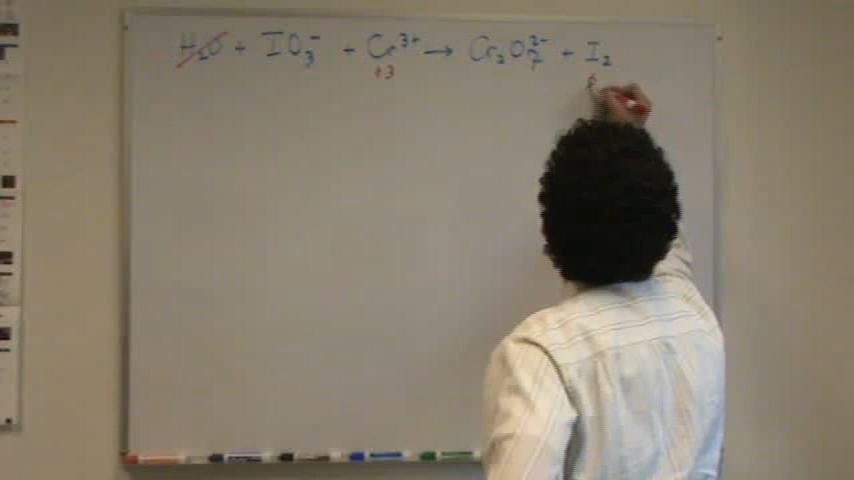 H₂O + IO₃⁻ + Cr³⁺ → Cr₂O₇²⁻ + I₂
+3